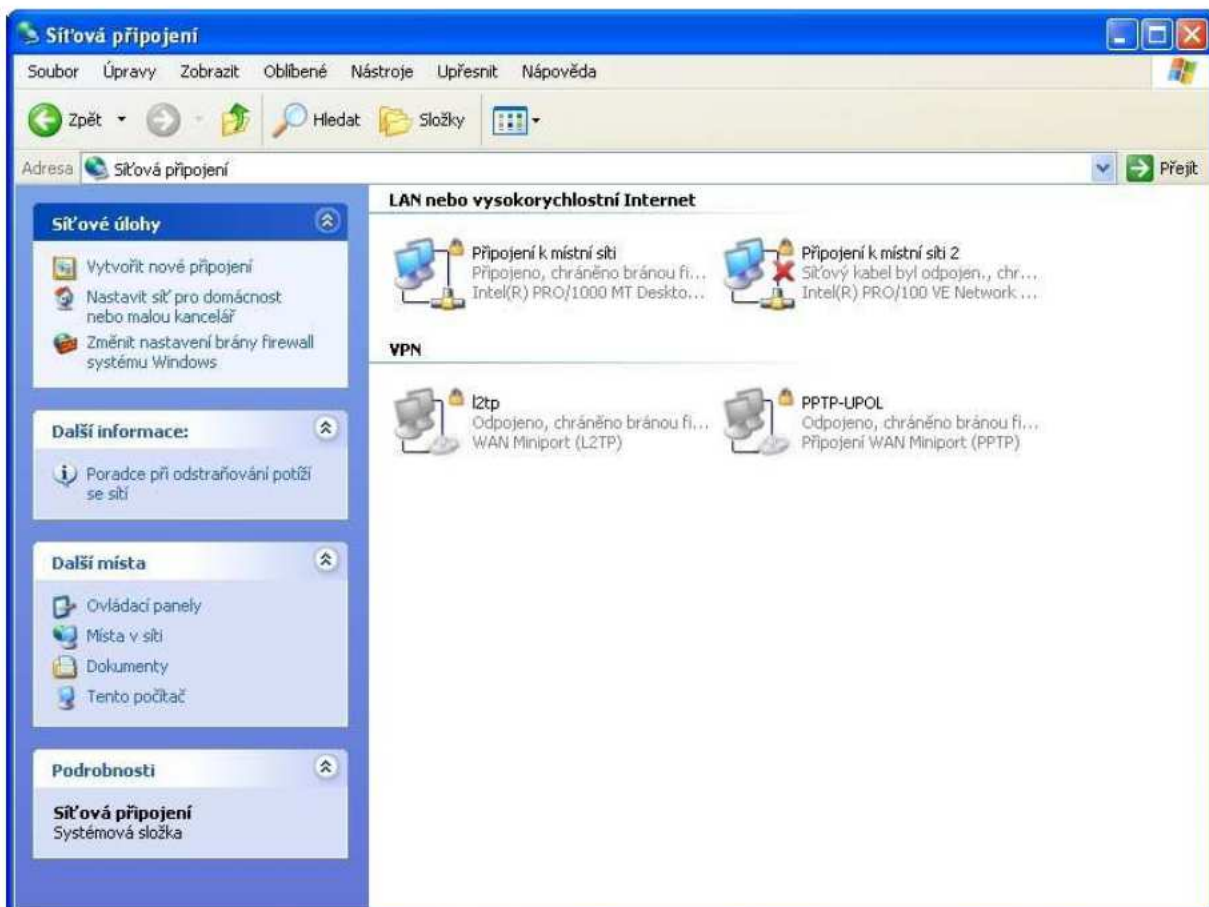 Síťová připojení
Soubor Úpravy Zobrazit Oblíbené Nástroje Upřesnit Nápověda
Zpět Hledat Složky
Adresa Síťová připojení Přejít
Síťové úlohy
Vytvořit nové připojení
Nastavit síť pro domácnost
nebo malou kancelář
Změnit nastavení brány firewall
systému Windows
Další informace:
Poradce při odstraňování potíží
se sítí
Další místa
Ovládací panely
Místa v síti
Dokumenty
Tento počítač
Podrobnosti
Síťová připojení
Systémová složka
LAN nebo vysokorychlostní Internet
Připojení k místní síti
Připojeno, chráněno bránou fi...
Intel(R) PRO/1000 MT Deskto...
Připojení k místní síti 2
Síťový kabel byl odpojen., chr...
Intel(R) PRO/100 VE Network ...
VPN
l2tp
Odpojeno, chráněno bránou fi...
WAN Miniport (L2TP)
PPTP-UPOL
Odpojeno, chráněno bránou fi...
Připojení WAN Miniport (PPTP)